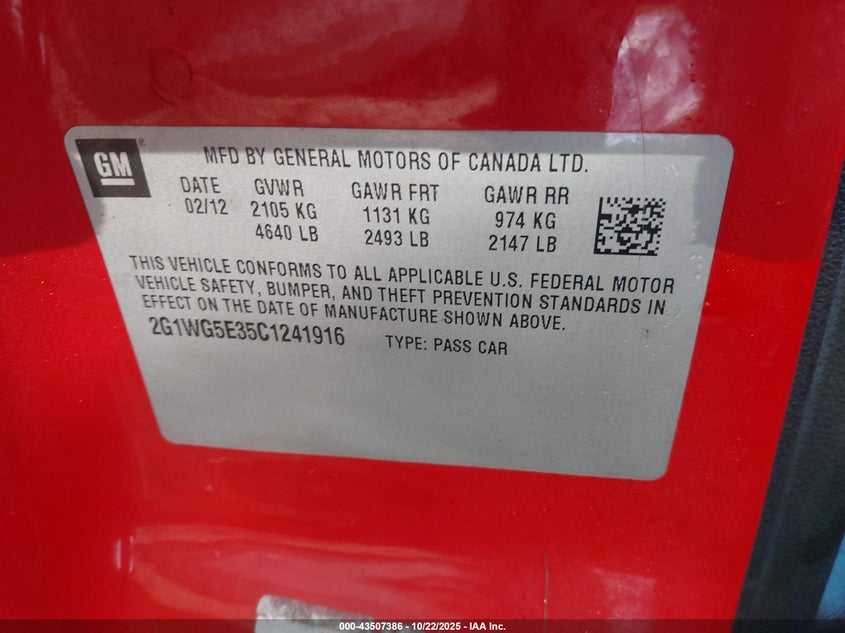 GM
MFD BY GENERAL MOTORS OF CANADA LTD.
DATE GVWR GAWR FRT GAWR RR
02/12 2105 KG 1131 KG 974 KG
4640 LB 2493 LB 2147 LB
THIS VEHICLE CONFORMS TO ALL APPLICABLE U.S. FEDERAL MOTOR
VEHICLE SAFETY, BUMPER, AND THEFT PREVENTION STANDARDS IN
EFFECT ON THE DATE OF MANUFACTURE SHOWN ABOVE.
2G1WG5E35C1241916 TYPE: PASS CAR
000-43507386 - 10/22/2025 - IAA Inc.